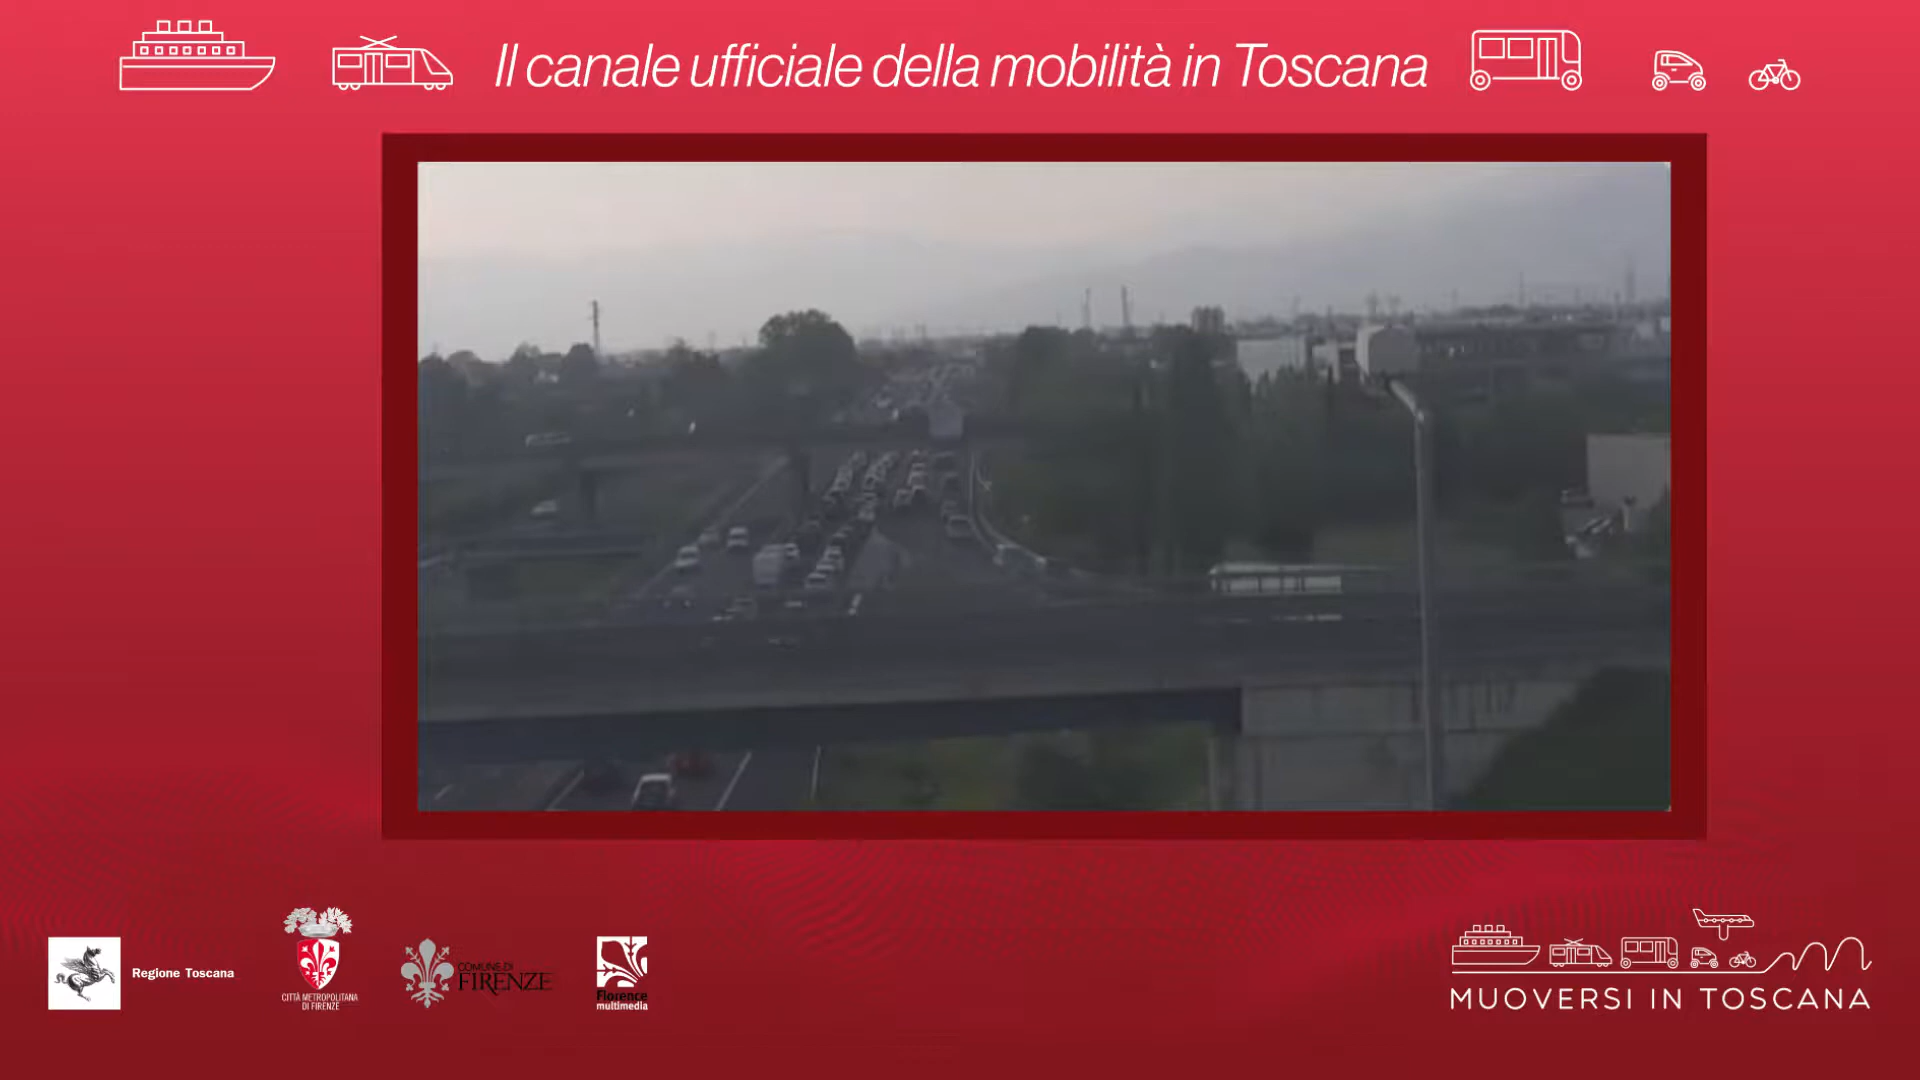 Il canale ufficiale della mobilità in Toscana
Regione Toscana
CITTÀ METROPOLITANA
DI FIRENZE
COMUNE DI
FIRENZE
Florence
multimedia
MUOVERSI IN TOSCANA